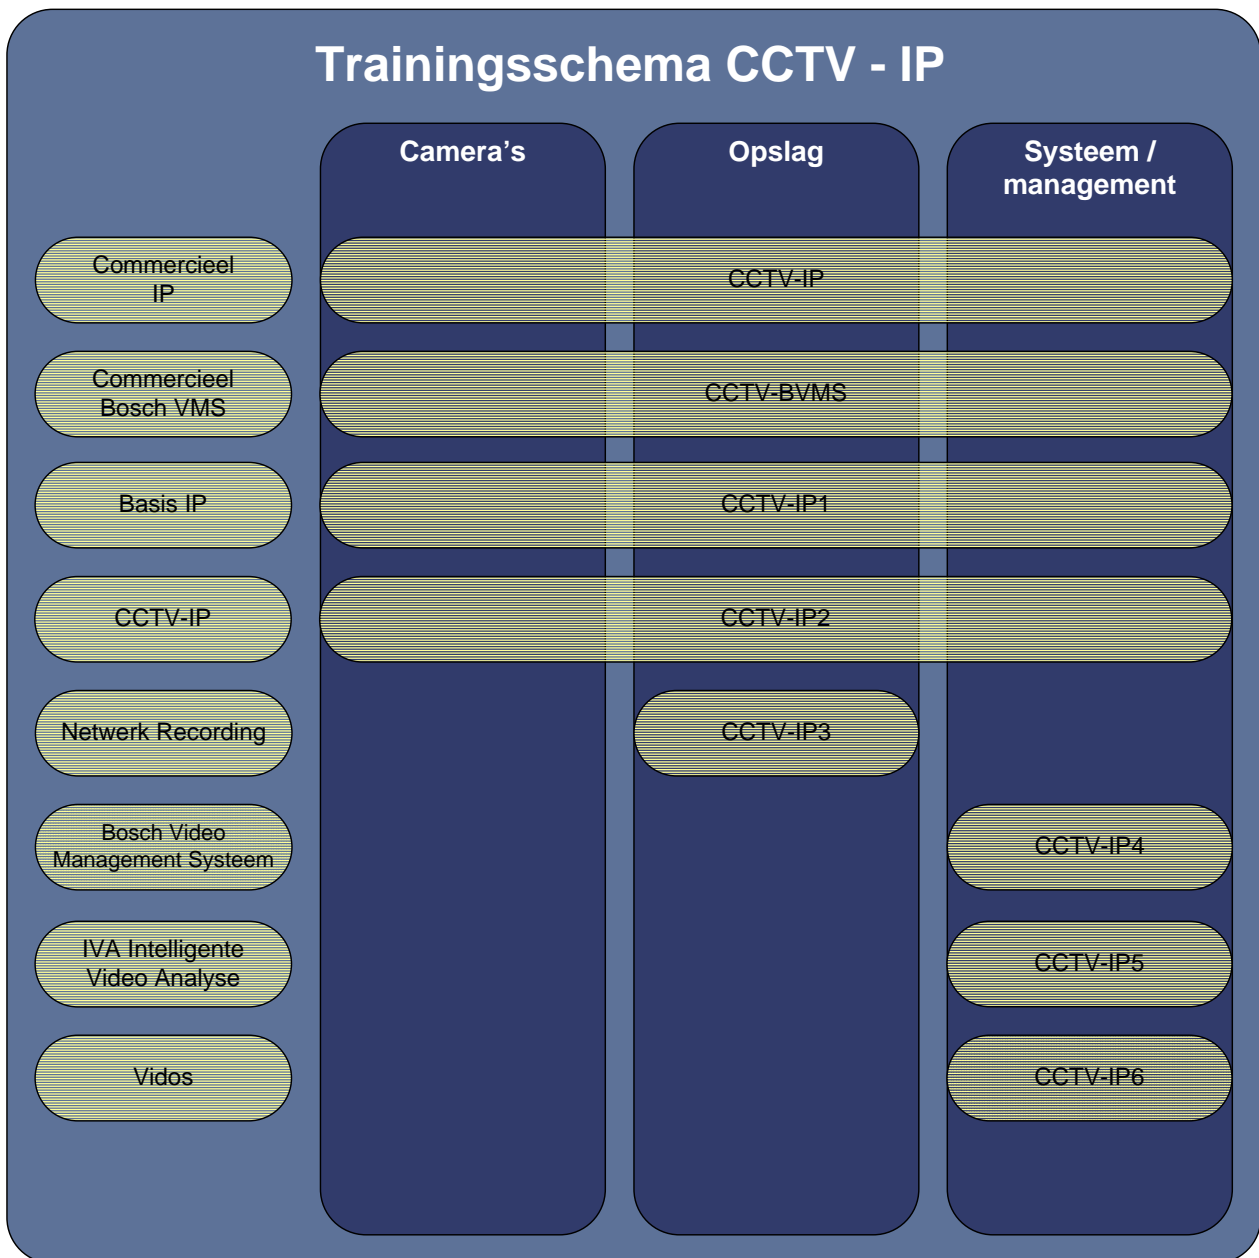 Trainingsschema CCTV - IP
Camera's
Opslag
Systeem /
management
Commercieel
IP
CCTV-IP
Commercieel
Bosch VMS
CCTV-BVMS
Basis IP
CCTV-IP1
CCTV-IP
CCTV-IP2
Netwerk Recording
CCTV-IP3
Bosch Video
Management Systeem
CCTV-IP4
IVA Intelligente
Video Analyse
CCTV-IP5
Vidos
CCTV-IP6